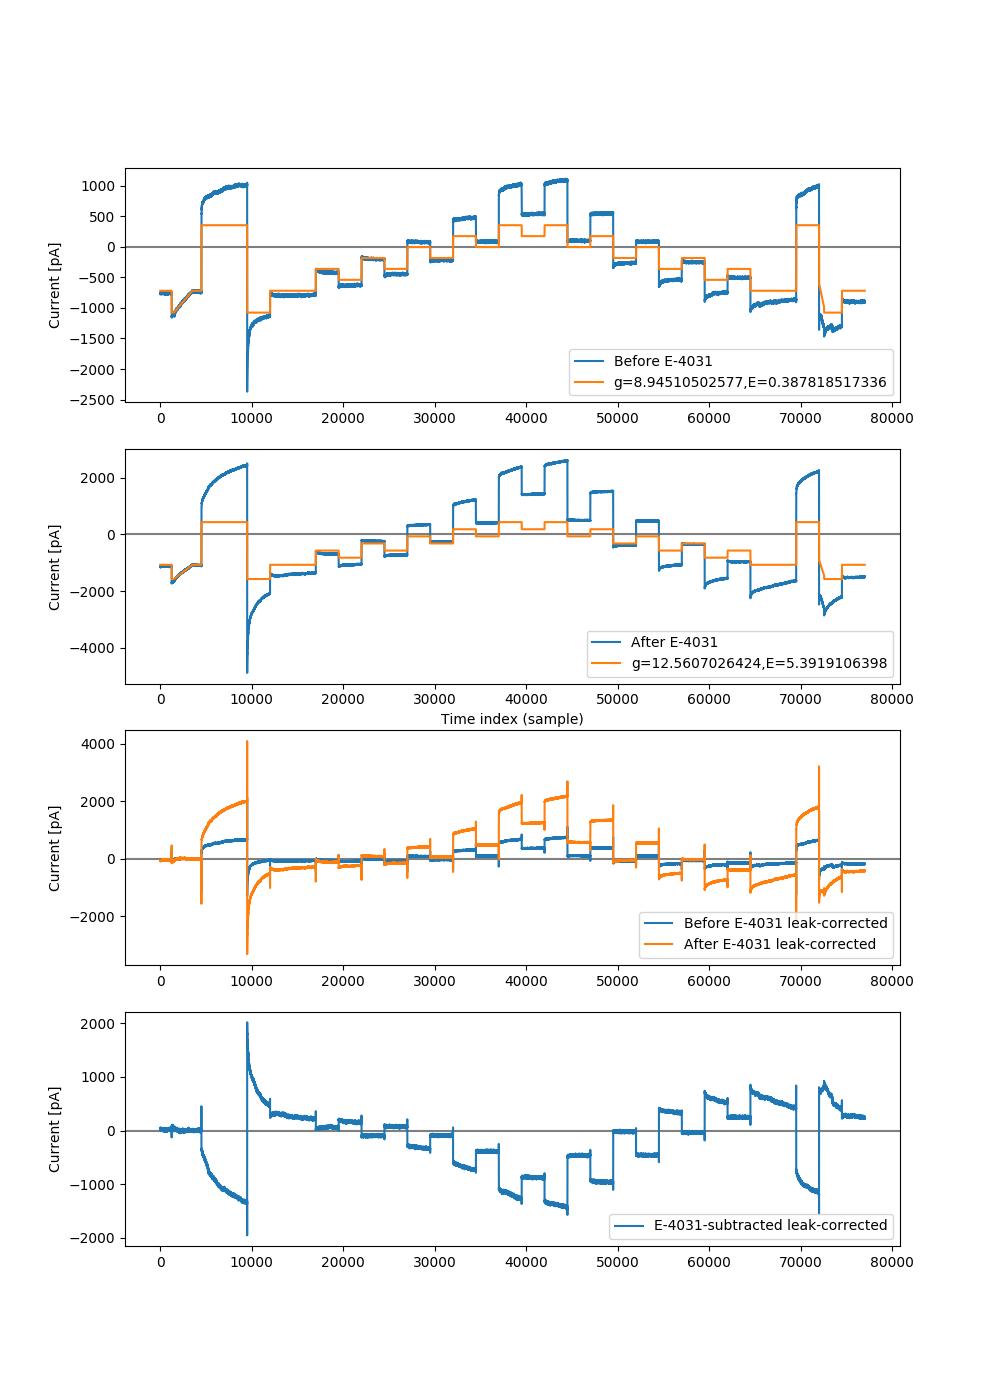 1000
500
0
−500
−1000
−1500
−2000
−2500
Current [pA]
Before E-4031
g=8.94510502577,E=0.387818517336
0 10000 20000 30000 40000 50000 60000 70000 80000
2000
0
−2000
−4000
Current [pA]
After E-4031
g=12.5607026424,E=5.3919106398
0 10000 20000 30000 40000 50000 60000 70000 80000
Time index (sample)
4000
2000
0
−2000
Current [pA]
Before E-4031 leak-corrected
After E-4031 leak-corrected
0 10000 20000 30000 40000 50000 60000 70000 80000
2000
1000
0
−1000
−2000
Current [pA]
E-4031-subtracted leak-corrected
0 10000 20000 30000 40000 50000 60000 70000 80000